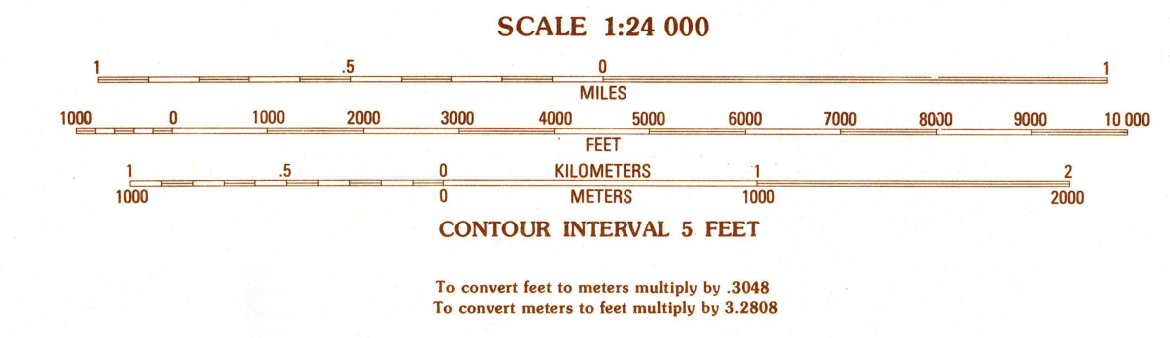 SCALE 1:24 000
1 .5 0 1
MILES
1000 0 1000 2000 3000 4000 5000 6000 7000 8000 9000 10 000
FEET
1 .5 0 KILOMETERS 1 2
1000 0 METERS 1000 2000
CONTOUR INTERVAL 5 FEET
To convert feet to meters multiply by .3048
To convert meters to feet multiply by 3.2808